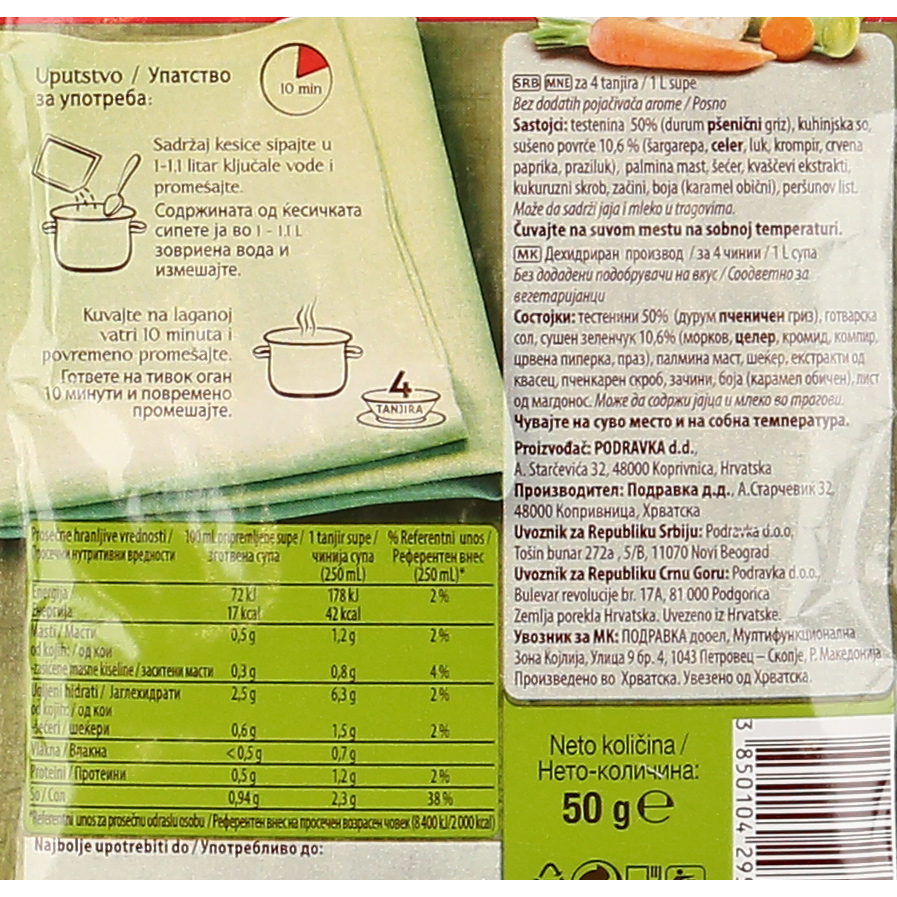 Uputstvo / Упатство
за употреба:
10 min
Sadržaj kesice sipajte u
1-1,1 litar ključale vode i
promešajte.
Содржината од ќесичката
сипете ја во 1 - 1,1 L
зовриена вода и
измешајте.
Kuvajte na laganoj
vatri 10 minuta i
povremeno promešajte.
Гответе на тивок оган
10 минути и повремено
промешајте.
4
TANJIRA
Prosečne hranljive vrednosti / 100 mL pripremljene supe / 1 tanjir supe / % Referentni unos /
Просечни нутритивни вредности зготвена супа чинија супа Референтен внес
(250 mL) (250 mL)*
Energija / 72 kJ 178 kJ 2%
Енергија 17 kcal 42 kcal
Masti / Масти 0,5 g 1,2 g 2%
od kojih: / од кои
-zasićene masne kiseline / заситени масти 0,3 g 0,8 g 4%
Ugljeni hidrati / Јаглехидрати 2,5 g 6,3 g 2%
od kojih: / од кои
-šećeri / шеќери 0,6 g 1,5 g 2%
Vlakna / Влакна <0,5 g 0,7 g
Proteini / Протеини 0,5 g 1,2 g 2%
So / Сол 0,94 g 2,3 g 38%
*Referentni unos za prosečnu odraslu osobu / Референтен внес на просечен возрасен човек (8 400 kJ/2 000 kcal)
Najbolje upotrebiti do / Употребливо до:
SRB MNE za 4 tanjira / 1 L supe
Bez dodatih pojačivača arome / Posno
Sastojci: testenina 50% (durum pšenični griz), kuhinjska so,
sušeno povrće 10,6 % (šargarepa, celer, luk, krompir, crvena
paprika, praziluk), palmina mast, šećer, kvaščevi ekstrakti,
kukuruzni skrob, začini, boja (karamel obični), peršunov list.
Može da sadrži jaja i mleko u tragovima.
Čuvajte na suvom mestu na sobnoj temperaturi.
MK Дехидриран производ / за 4 чинии / 1 L супа
Без додадени подобрувачи на вкус / Соодветно за
вегетаријанци
Состојки: тестенини 50% (дурум пченичен гриз), готварска
сол, сушен зеленчук 10,6% (морков, целер, кромид, компир,
црвена пиперка, праз), палмина маст, шеќер, екстракти од
квасец, пченкарен скроб, зачини, боја (карамел обичен), лист
од магдонос. Може да содржи јајца и млеко во трагови.
Чувајте на суво место и на собна температура.
Proizvođač: PODRAVKA d.d.,
A. Starčevića 32, 48000 Koprivnica, Hrvatska
Производител: Подравка д.д., А.Старчевиќ 32,
48000 Копривница, Хрватска
Uvoznik za Republiku Srbiju: Podravka d.o.o,
Tošin bunar 272a , 5/B, 11070 Novi Beograd
Uvoznik za Republiku Crnu Goru: Podravka d.o.o.,
Bulevar revolucije br. 17A, 81 000 Podgorica
Zemlja porekla Hrvatska. Uvezeno iz Hrvatske.
Увозник за МК: ПОДРАВКА дооел, Мултифункционална
Зона Којлија, Улица 9 бр. 4, 1043 Петровец – Скопје, Р. Македонија
Произведено во Хрватска. Увезено од Хрватска.
Neto količina /
Нето-количина:
50 g e
3 850104 29